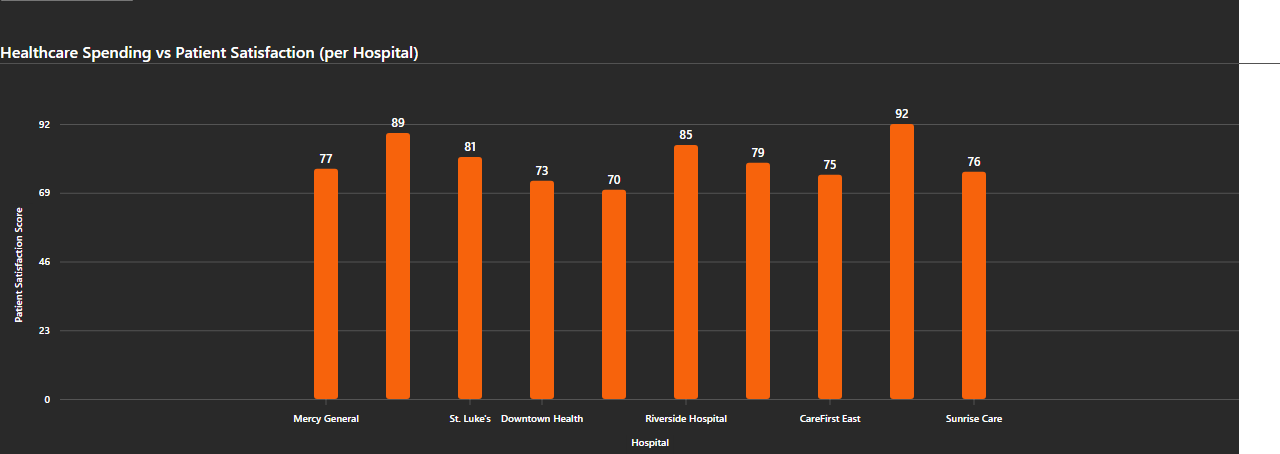 Healthcare Spending vs Patient Satisfaction (per Hospital)
92
69
46
23
0
Patient Satisfaction Score
77
89
81
73
70
85
79
75
92
76
Mercy General
St. Luke's
Downtown Health
Riverside Hospital
CareFirst East
Sunrise Care
Hospital